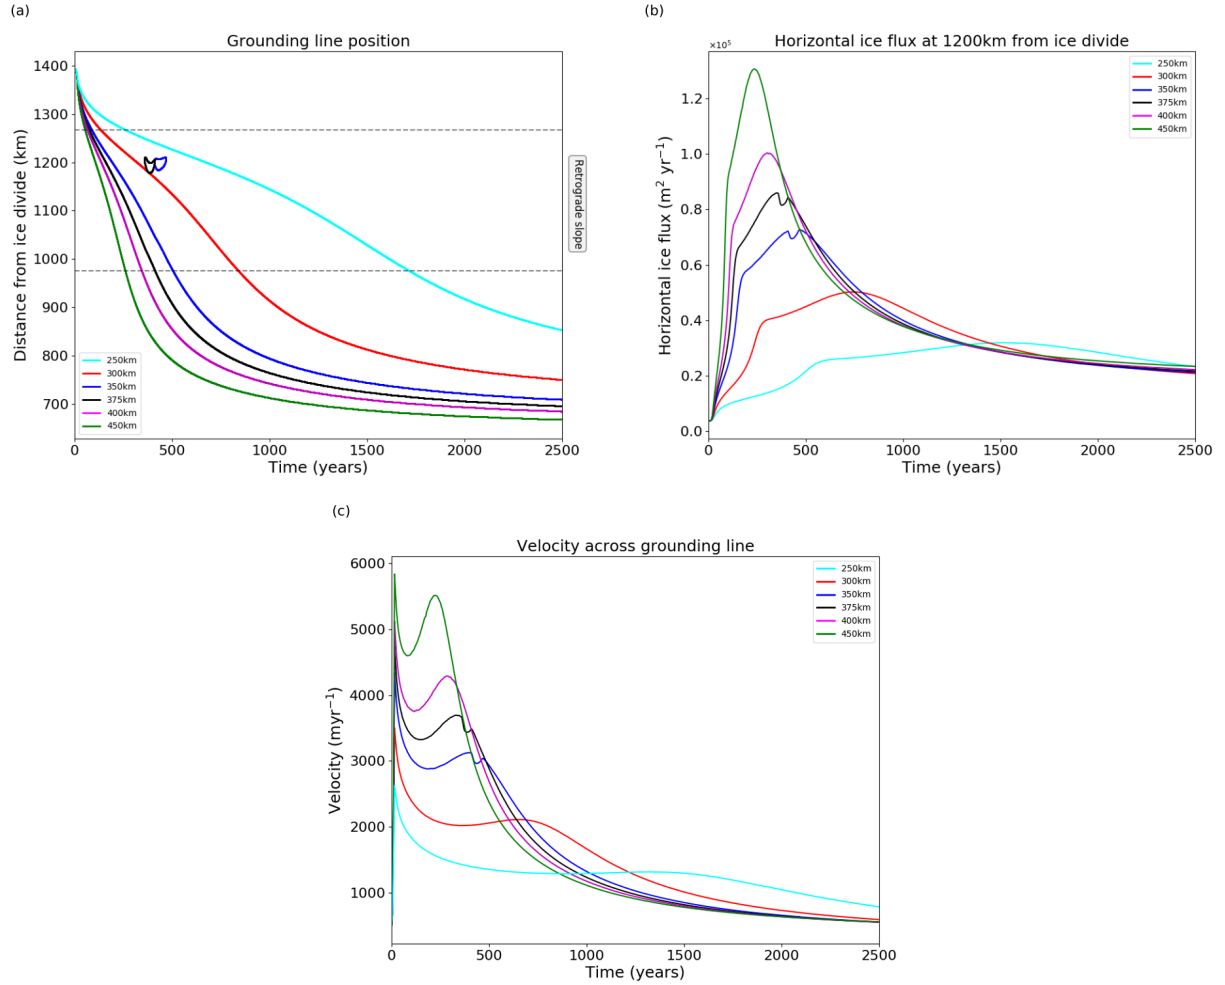 (a)
Grounding line position
Distance from ice divide (km)
1400
1300
1200
1100
1000
900
800
700
250km
300km
350km
375km
400km
450km
0
500
1000
1500
2000
2500
Time (years)
Retrograde slope
(b)
×10⁵
Horizontal ice flux at 1200km from ice divide
Horizontal ice flux (m² yr⁻¹)
1.2
1.0
0.8
0.6
0.4
0.2
0.0
250km
300km
350km
375km
400km
450km
0
500
1000
1500
2000
2500
Time (years)
(c)
Velocity across grounding line
Velocity (myr⁻¹)
6000
5000
4000
3000
2000
1000
250km
300km
350km
375km
400km
450km
0
500
1000
1500
2000
2500
Time (years)